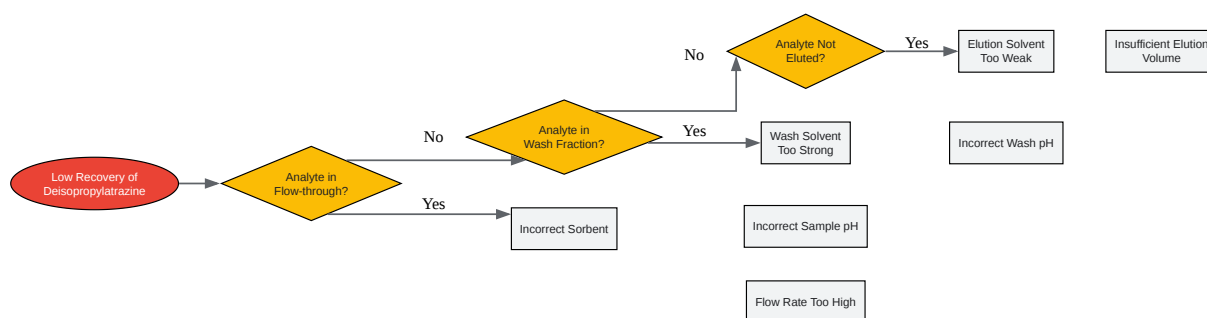 Low Recovery of
Deisopropylatrazine
Analyte in
Flow-through?
No
Yes
Analyte in
Wash Fraction?
No
Yes
Analyte Not
Eluted?
Yes
Elution Solvent
Too Weak
Insufficient Elution
Volume
Wash Solvent
Too Strong
Incorrect Wash pH
Incorrect Sorbent
Incorrect Sample pH
Flow Rate Too High